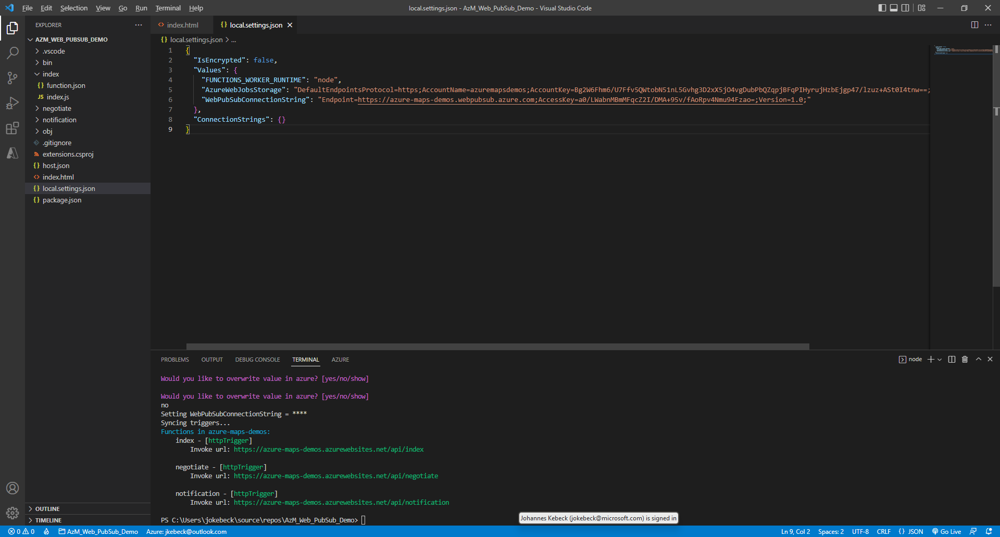 File Edit Selection View Go Run Terminal Help
local.settings.json - AzM_Web_PubSub_Demo - Visual Studio Code
EXPLORER
AZM_WEB_PUBSUB_DEMO
.vscode
bin
index
function.json
JS index.js
negotiate
notification
obj
.gitignore
extensions.csproj
{} host.json
<> index.html
{} local.settings.json
{} package.json
OUTLINE
TIMELINE
<> index.html {} local.settings.json
{} local.settings.json > ...
1 {
2 "IsEncrypted": false,
3 "Values": {
4 "FUNCTIONS_WORKER_RUNTIME": "node",
5 "AzureWebJobsStorage": "DefaultEndpointsProtocol=https;AccountName=azuremapsdemos;AccountKey=
6 "WebPubSubConnectionString": "Endpoint=https://azure-maps-demos.webpubsub.azure.com;AccessKey= ;Version=1.0;"
7 },
8 "ConnectionStrings": {}
9 }
PROBLEMS OUTPUT DEBUG CONSOLE TERMINAL AZURE
node
Would you like to overwrite value in azure? [yes/no/show]
Would you like to overwrite value in azure? [yes/no/show]
no
Setting WebPubSubConnectionString = ****
Syncing triggers...
Functions in azure-maps-demos:
index - [httpTrigger]
Invoke url: https://azure-maps-demos.azurewebsites.net/api/index
negotiate - [httpTrigger]
Invoke url: https://azure-maps-demos.azurewebsites.net/api/negotiate
notification - [httpTrigger]
Invoke url: https://azure-maps-demos.azurewebsites.net/api/notification
PS C:\Users\jokebeck\source\repos\AzM_Web_PubSub_Demo>
Johannes Kebeck (jokebeck@microsoft.com) is signed in
0 0 AzM_Web_PubSub_Demo Azure: jkebeck@outlook.com
Ln 9, Col 2 Spaces: 2 UTF-8 CRLF {} JSON Go Live